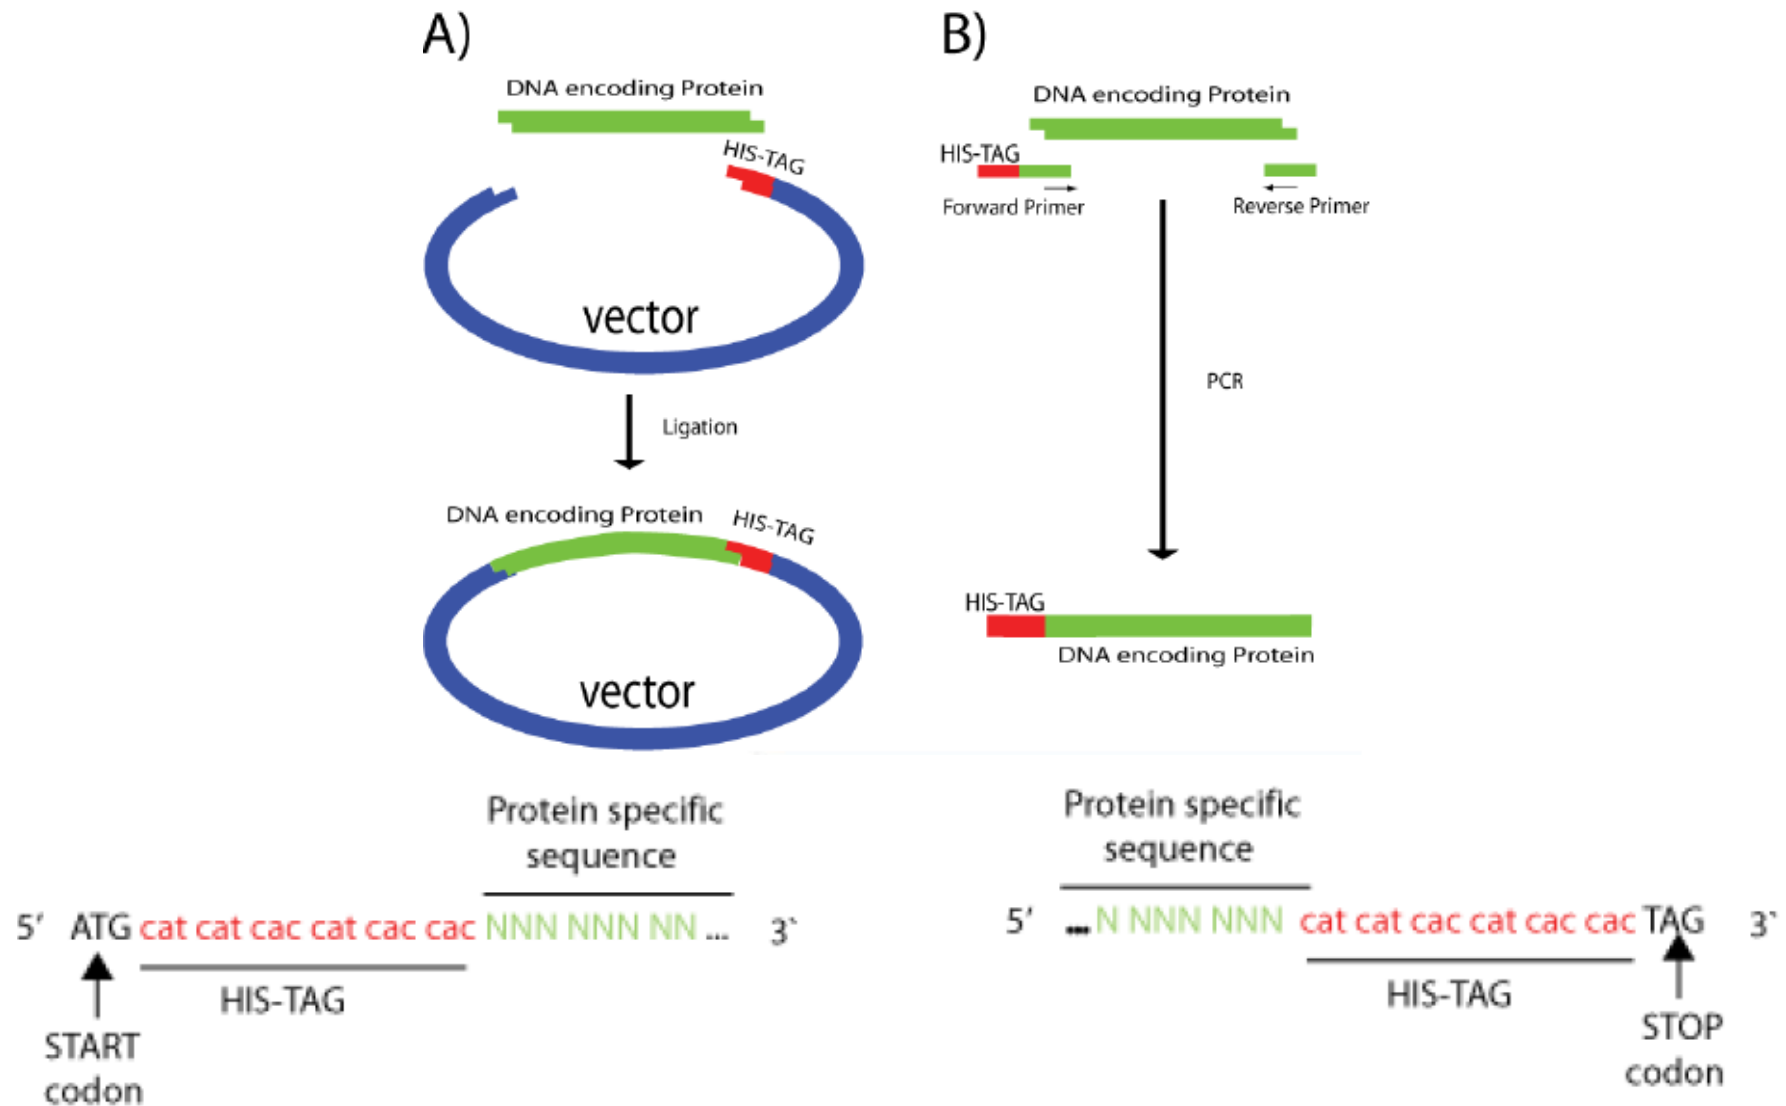 A)
DNA encoding Protein
HIS-TAG
vector
Ligation
DNA encoding Protein
HIS-TAG
vector
B)
DNA encoding Protein
HIS-TAG
Forward Primer
Reverse Primer
PCR
HIS-TAG
DNA encoding Protein
Protein specific
sequence
5' ATG cat cat cac cat cac cac NNN NNN NN ... 3`
HIS-TAG
START
codon
Protein specific
sequence
5' ... N NNN NNN cat cat cac cat cac cac TAG 3`
HIS-TAG
STOP
codon